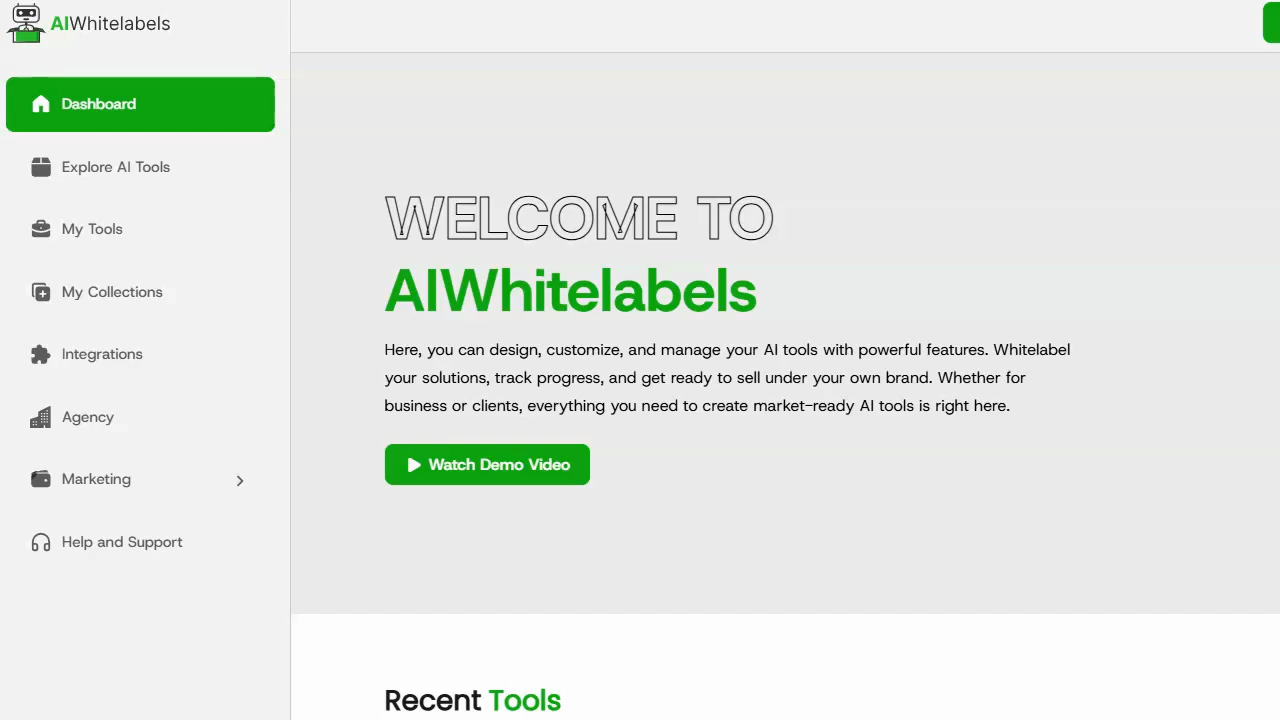 AIWhitelabels
Dashboard
Explore AI Tools
My Tools
My Collections
Integrations
Agency
Marketing
Help and Support
WELCOME TO
AIWhitelabels
Here, you can design, customize, and manage your AI tools with powerful features. Whitelabel
your solutions, track progress, and get ready to sell under your own brand. Whether for
business or clients, everything you need to create market-ready AI tools is right here.
Watch Demo Video
Recent Tools